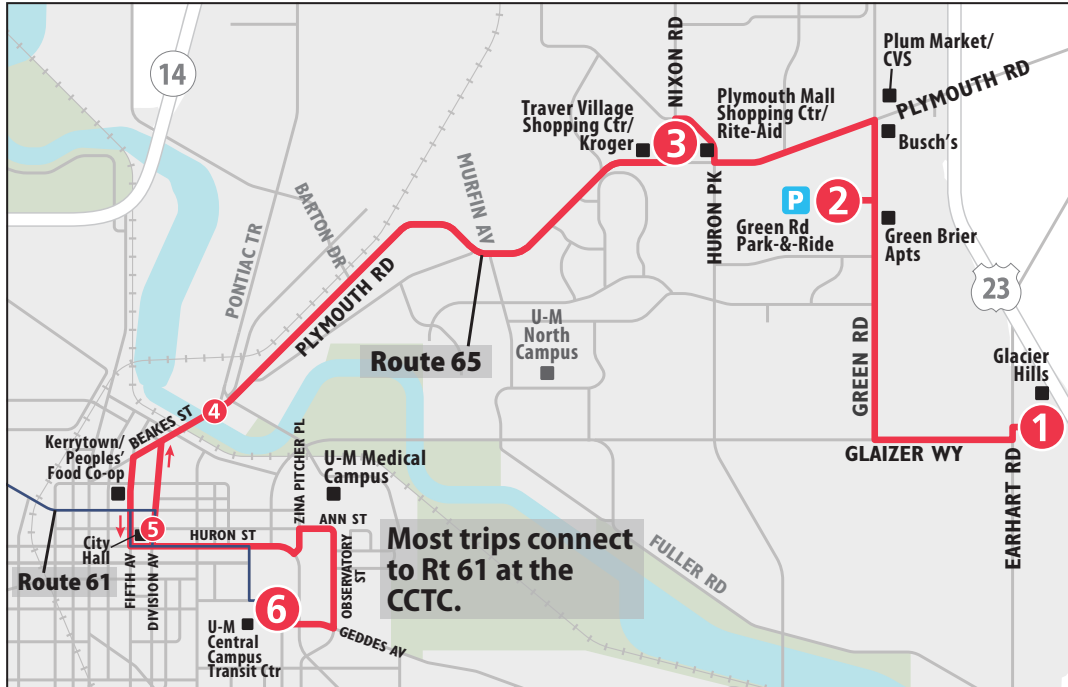 14
NIXON RD
Plum Market/
CVS
PLYMOUTH RD
Traver Village
Shopping Ctr/
Kroger
3
Plymouth Mall
Shopping Ctr/
Rite-Aid
Busch's
MURFIN AV
BARTON DR
PONTIAC TR
P
2
Green Rd
Park-&-Ride
HURON PK
Green Brier
Apts
23
PLYMOUTH RD
U-M
North
Campus
Route 65
GREEN RD
Glacier
Hills
1
GLAIZER WY
EARHART RD
4
BEAKES ST
Kerrytown/
Peoples'
Food Co-op
ZINA PITCHER PL
U-M Medical
Campus
5
City
Hall
HURON ST
ANN ST
Most trips connect
to Rt 61 at the
CCTC.
FULLER RD
Route 61
FIFTH AV
DIVISION AV
OBSERVATORY
ST
6
U-M
Central
Campus
Transit Ctr
GEDDES AV